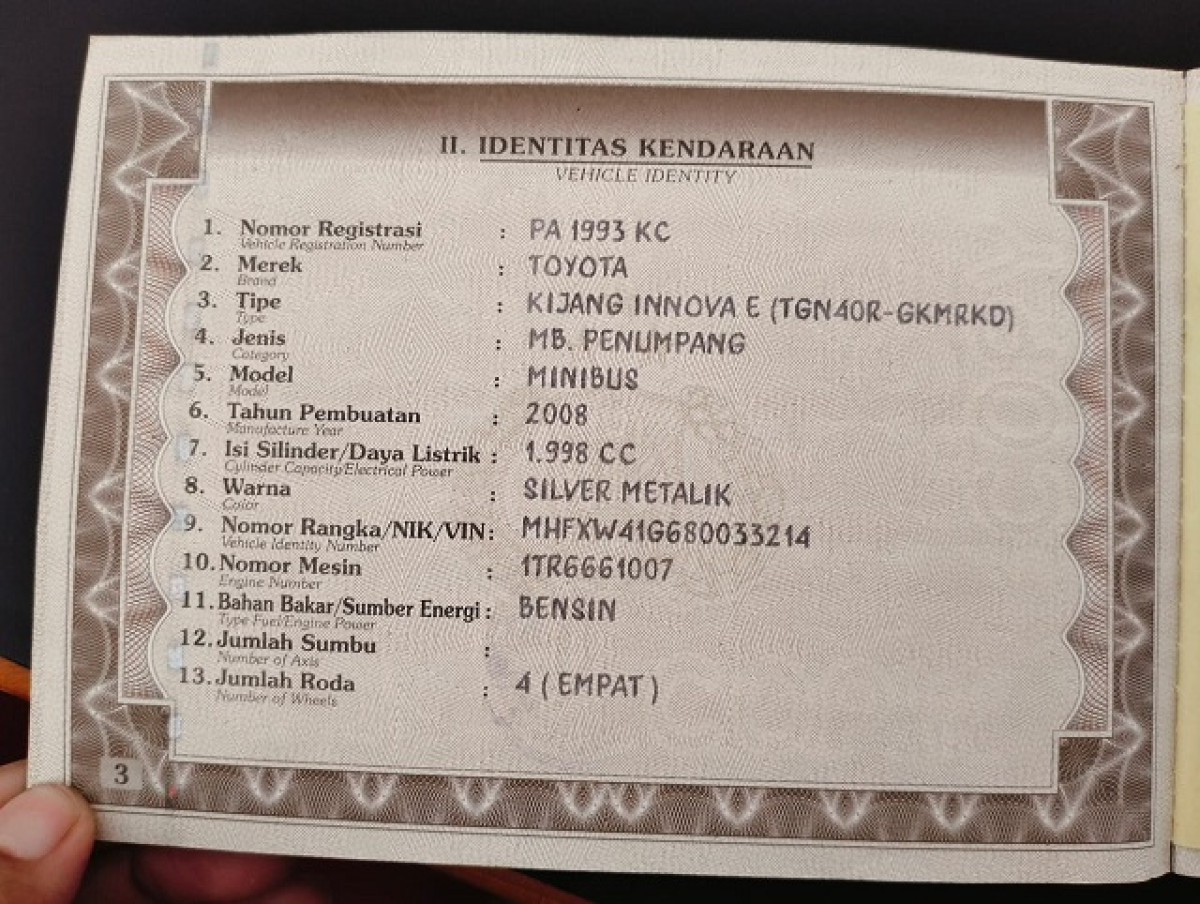 II. IDENTITAS KENDARAAN
VEHICLE IDENTITY
1. Nomor Registrasi : PA 1993 KC
Vehicle Registration Number
2. Merek : TOYOTA
Brand
3. Tipe : KIJANG INNOVA E (TGN40R-GKMRKD)
Type
4. Jenis : MB. PENUMPANG
Category
5. Model : MINIBUS
Model
6. Tahun Pembuatan : 2008
Manufacture Year
7. Isi Silinder/Daya Listrik : 1.998 CC
Cylinder Capacity/Electrical Power
8. Warna : SILVER METALIK
Color
9. Nomor Rangka/NIK/VIN : MHFXW41G680033214
Vehicle Identity Number
10. Nomor Mesin : 1TR6661007
Engine Number
11. Bahan Bakar/Sumber Energi : BENSIN
Type Fuel/Engine Power
12. Jumlah Sumbu :
Number of Axis
13. Jumlah Roda : 4 ( EMPAT )
Number of Wheels
3